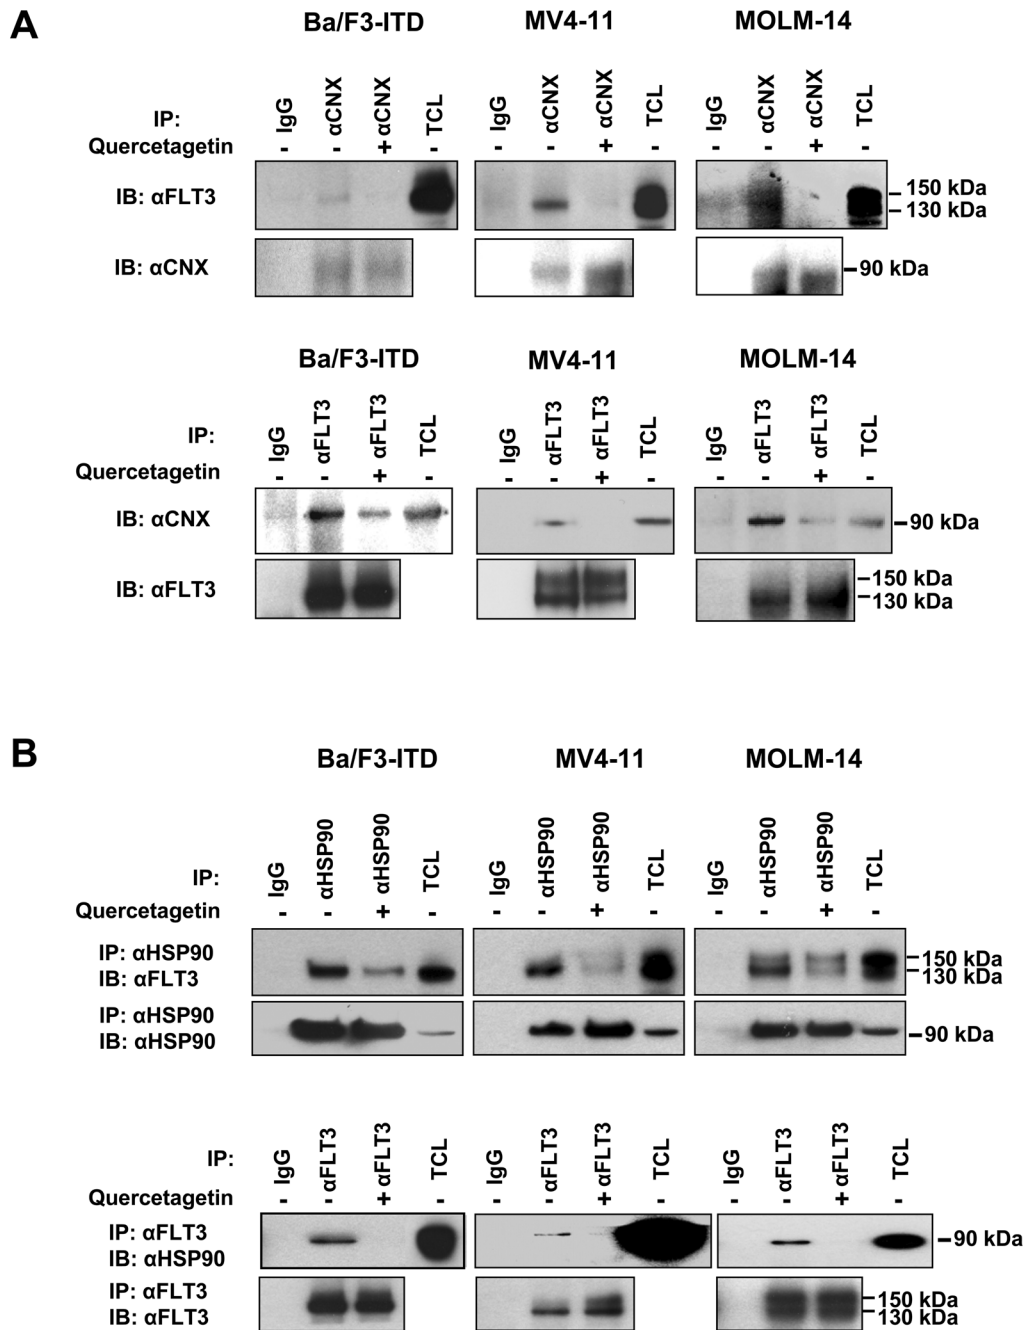 A
Ba/F3-ITD MV4-11 MOLM-14
IP: IgG αCNX αCNX TCL IgG αCNX αCNX TCL IgG αCNX αCNX TCL
Quercetagetin - - + - - - + - - - + -
IB: αFLT3 150 kDa
130 kDa
IB: αCNX 90 kDa
Ba/F3-ITD MV4-11 MOLM-14
IP: IgG αFLT3 αFLT3 TCL IgG αFLT3 αFLT3 TCL IgG αFLT3 αFLT3 TCL
Quercetagetin - - + - - - + - - - + -
IB: αCNX 90 kDa
IB: αFLT3 150 kDa
130 kDa
B
Ba/F3-ITD MV4-11 MOLM-14
IP: IgG αHSP90 αHSP90 TCL IgG αHSP90 αHSP90 TCL IgG αHSP90 αHSP90 TCL
Quercetagetin - - + - - - + - - - + -
IP: αHSP90 150 kDa
IB: αFLT3 130 kDa
IP: αHSP90
IB: αHSP90 90 kDa
IP: IgG αFLT3 αFLT3 TCL IgG αFLT3 αFLT3 TCL IgG αFLT3 αFLT3 TCL
Quercetagetin - - + - - - + - - - + -
IP: αFLT3 90 kDa
IB: αHSP90
IP: αFLT3 150 kDa
IB: αFLT3 130 kDa